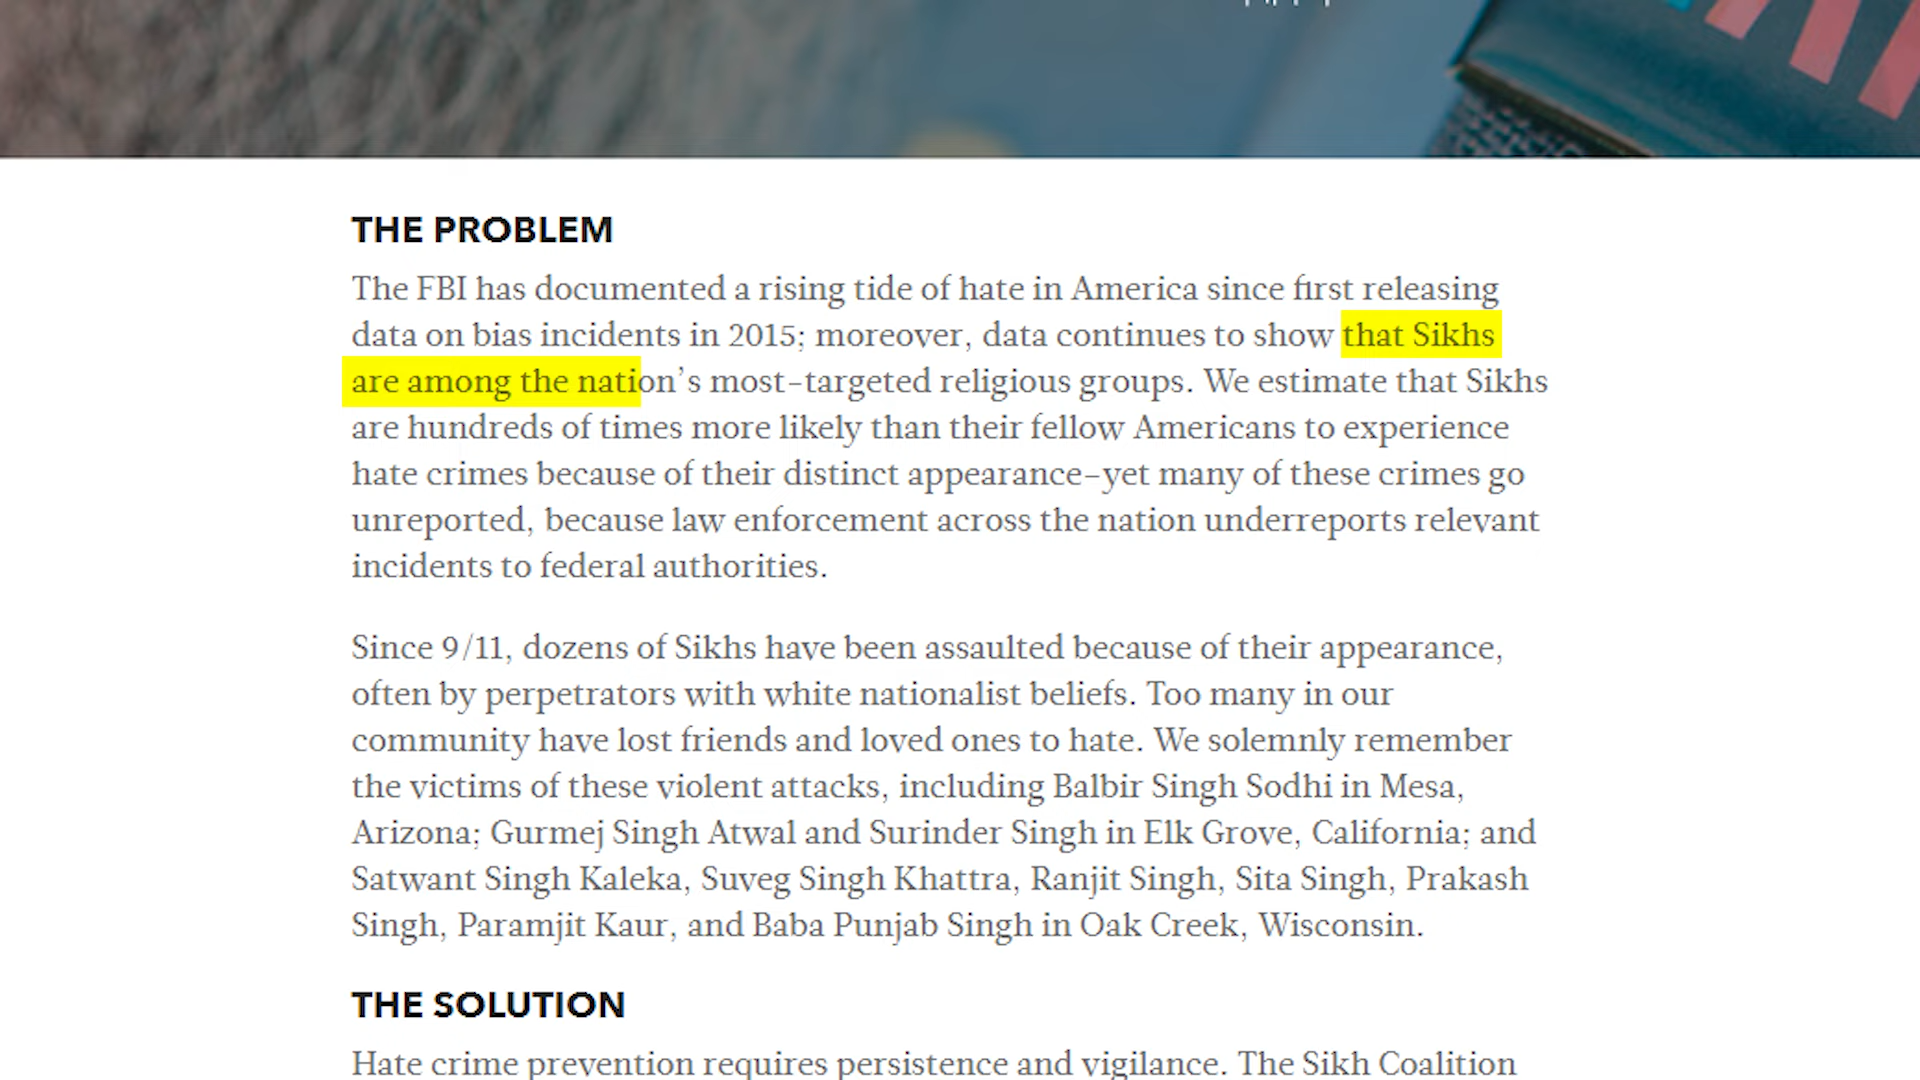 THE PROBLEM
The FBI has documented a rising tide of hate in America since first releasing
data on bias incidents in 2015; moreover, data continues to show that Sikhs
are among the nation’s most-targeted religious groups. We estimate that Sikhs
are hundreds of times more likely than their fellow Americans to experience
hate crimes because of their distinct appearance–yet many of these crimes go
unreported, because law enforcement across the nation underreports relevant
incidents to federal authorities.
Since 9/11, dozens of Sikhs have been assaulted because of their appearance,
often by perpetrators with white nationalist beliefs. Too many in our
community have lost friends and loved ones to hate. We solemnly remember
the victims of these violent attacks, including Balbir Singh Sodhi in Mesa,
Arizona; Gurmej Singh Atwal and Surinder Singh in Elk Grove, California; and
Satwant Singh Kaleka, Suveg Singh Khattra, Ranjit Singh, Sita Singh, Prakash
Singh, Paramjit Kaur, and Baba Punjab Singh in Oak Creek, Wisconsin.
THE SOLUTION
Hate crime prevention requires persistence and vigilance. The Sikh Coalition